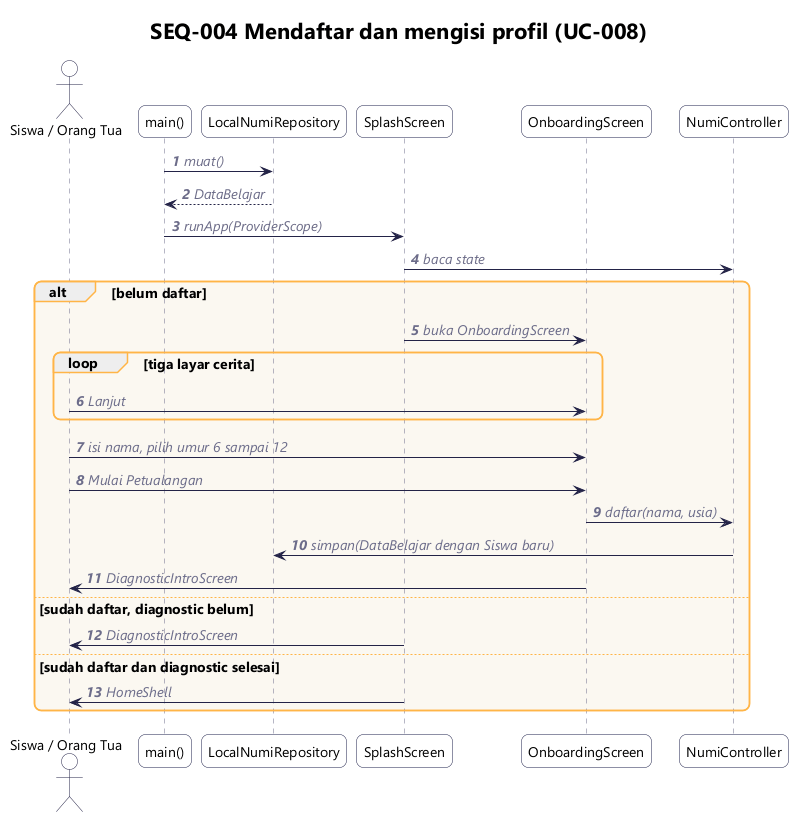 SEQ-004 Mendaftar dan mengisi profil (UC-008)
Siswa / Orang Tua
main()
LocalNumiRepository
SplashScreen
OnboardingScreen
NumiController
1 muat()
2 DataBelajar
3 runApp(ProviderScope)
4 baca state
alt [belum daftar]
5 buka OnboardingScreen
loop [tiga layar cerita]
6 Lanjut
7 isi nama, pilih umur 6 sampai 12
8 Mulai Petualangan
9 daftar(nama, usia)
10 simpan(DataBelajar dengan Siswa baru)
11 DiagnosticIntroScreen
[sudah daftar, diagnostic belum]
12 DiagnosticIntroScreen
[sudah daftar dan diagnostic selesai]
13 HomeShell
Siswa / Orang Tua
main()
LocalNumiRepository
SplashScreen
OnboardingScreen
NumiController